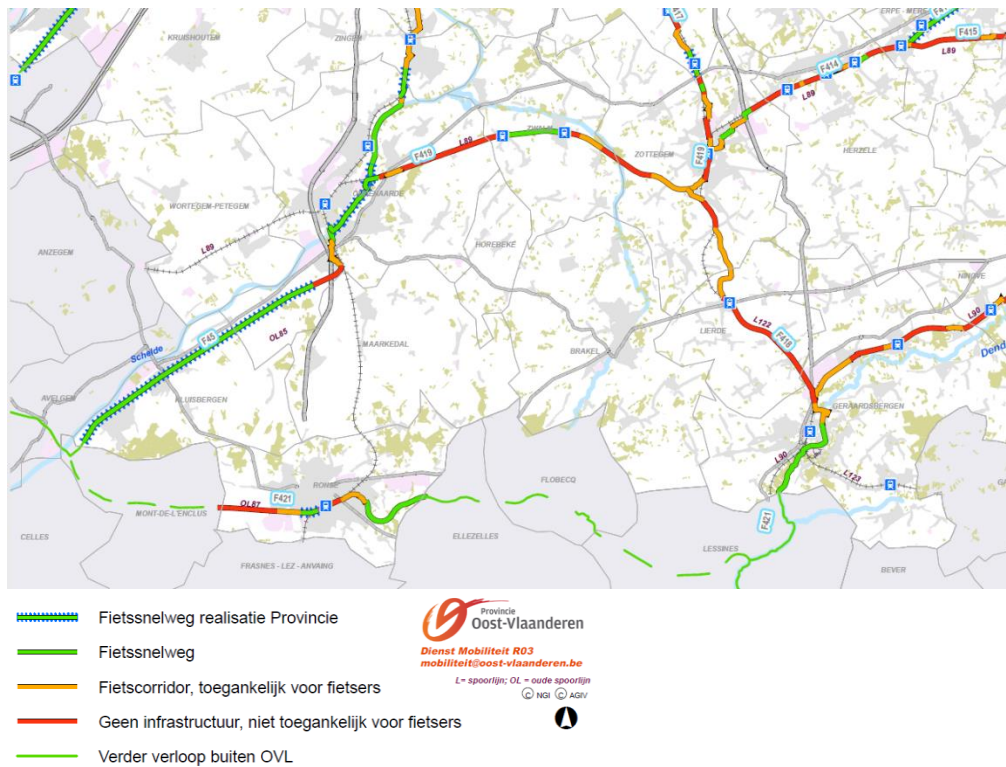 KRUISHOUTEM
ZINGEM
F417
ERPE - MERE
F415
L89
F414
L89
L89
F419
ZOTTEGEM
F419
HERZELE
WORTEGEM-PETEGEM
ANZEGEM
L89
HOREBEKE
NINOVE
L90
F45
OL85
Schelde
MAARKEDAL
BRAKEL
LIERDE
L122
F418
Dend
AVELGEM
KLUISBERGEN
GERAARDSBERGEN
L90
L123
RONSE
F421
OL87
MONT-DE-L'ENCLUS
FLOBECQ
F421
CELLES
ELLEZELLES
LESSINES
FRASNES - LEZ - ANVAING
BEVER
Fietssnelweg realisatie Provincie
Fietssnelweg
Fietscorridor, toegankelijk voor fietsers
Geen infrastructuur, niet toegankelijk voor fietsers
Verder verloop buiten OVL
Provincie
Oost-Vlaanderen
Dienst Mobiliteit R03
mobiliteit@oost-vlaanderen.be
L= spoorlijn; OL = oude spoorlijn
© NGI © AGIV